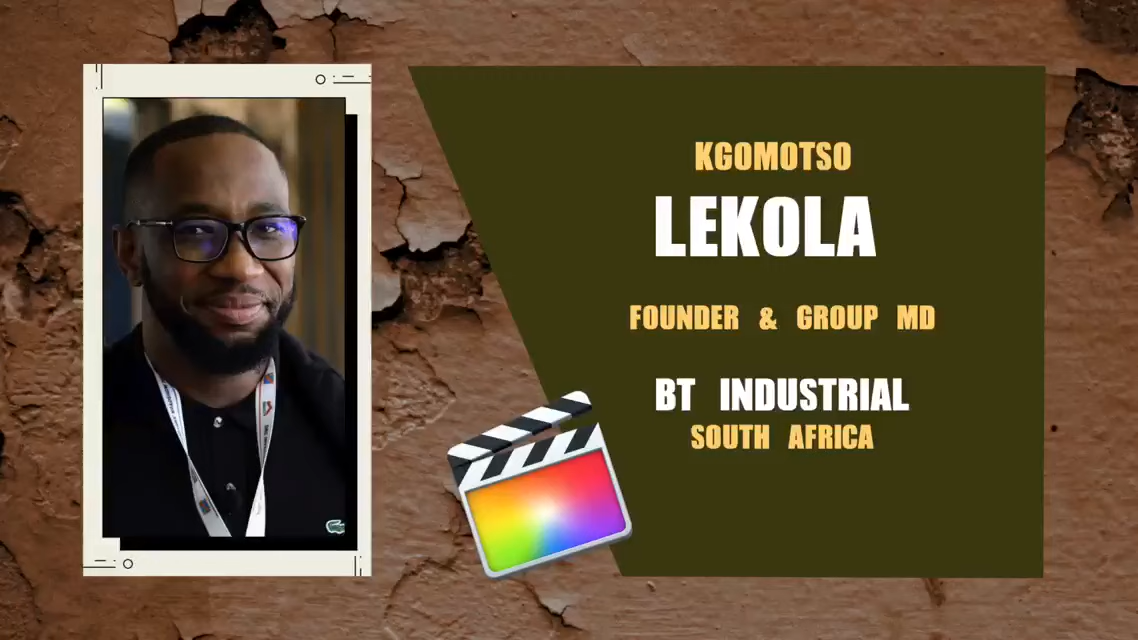 KGOMOTSO
LEKOLA
FOUNDER & GROUP MD
BT INDUSTRIAL
SOUTH AFRICA